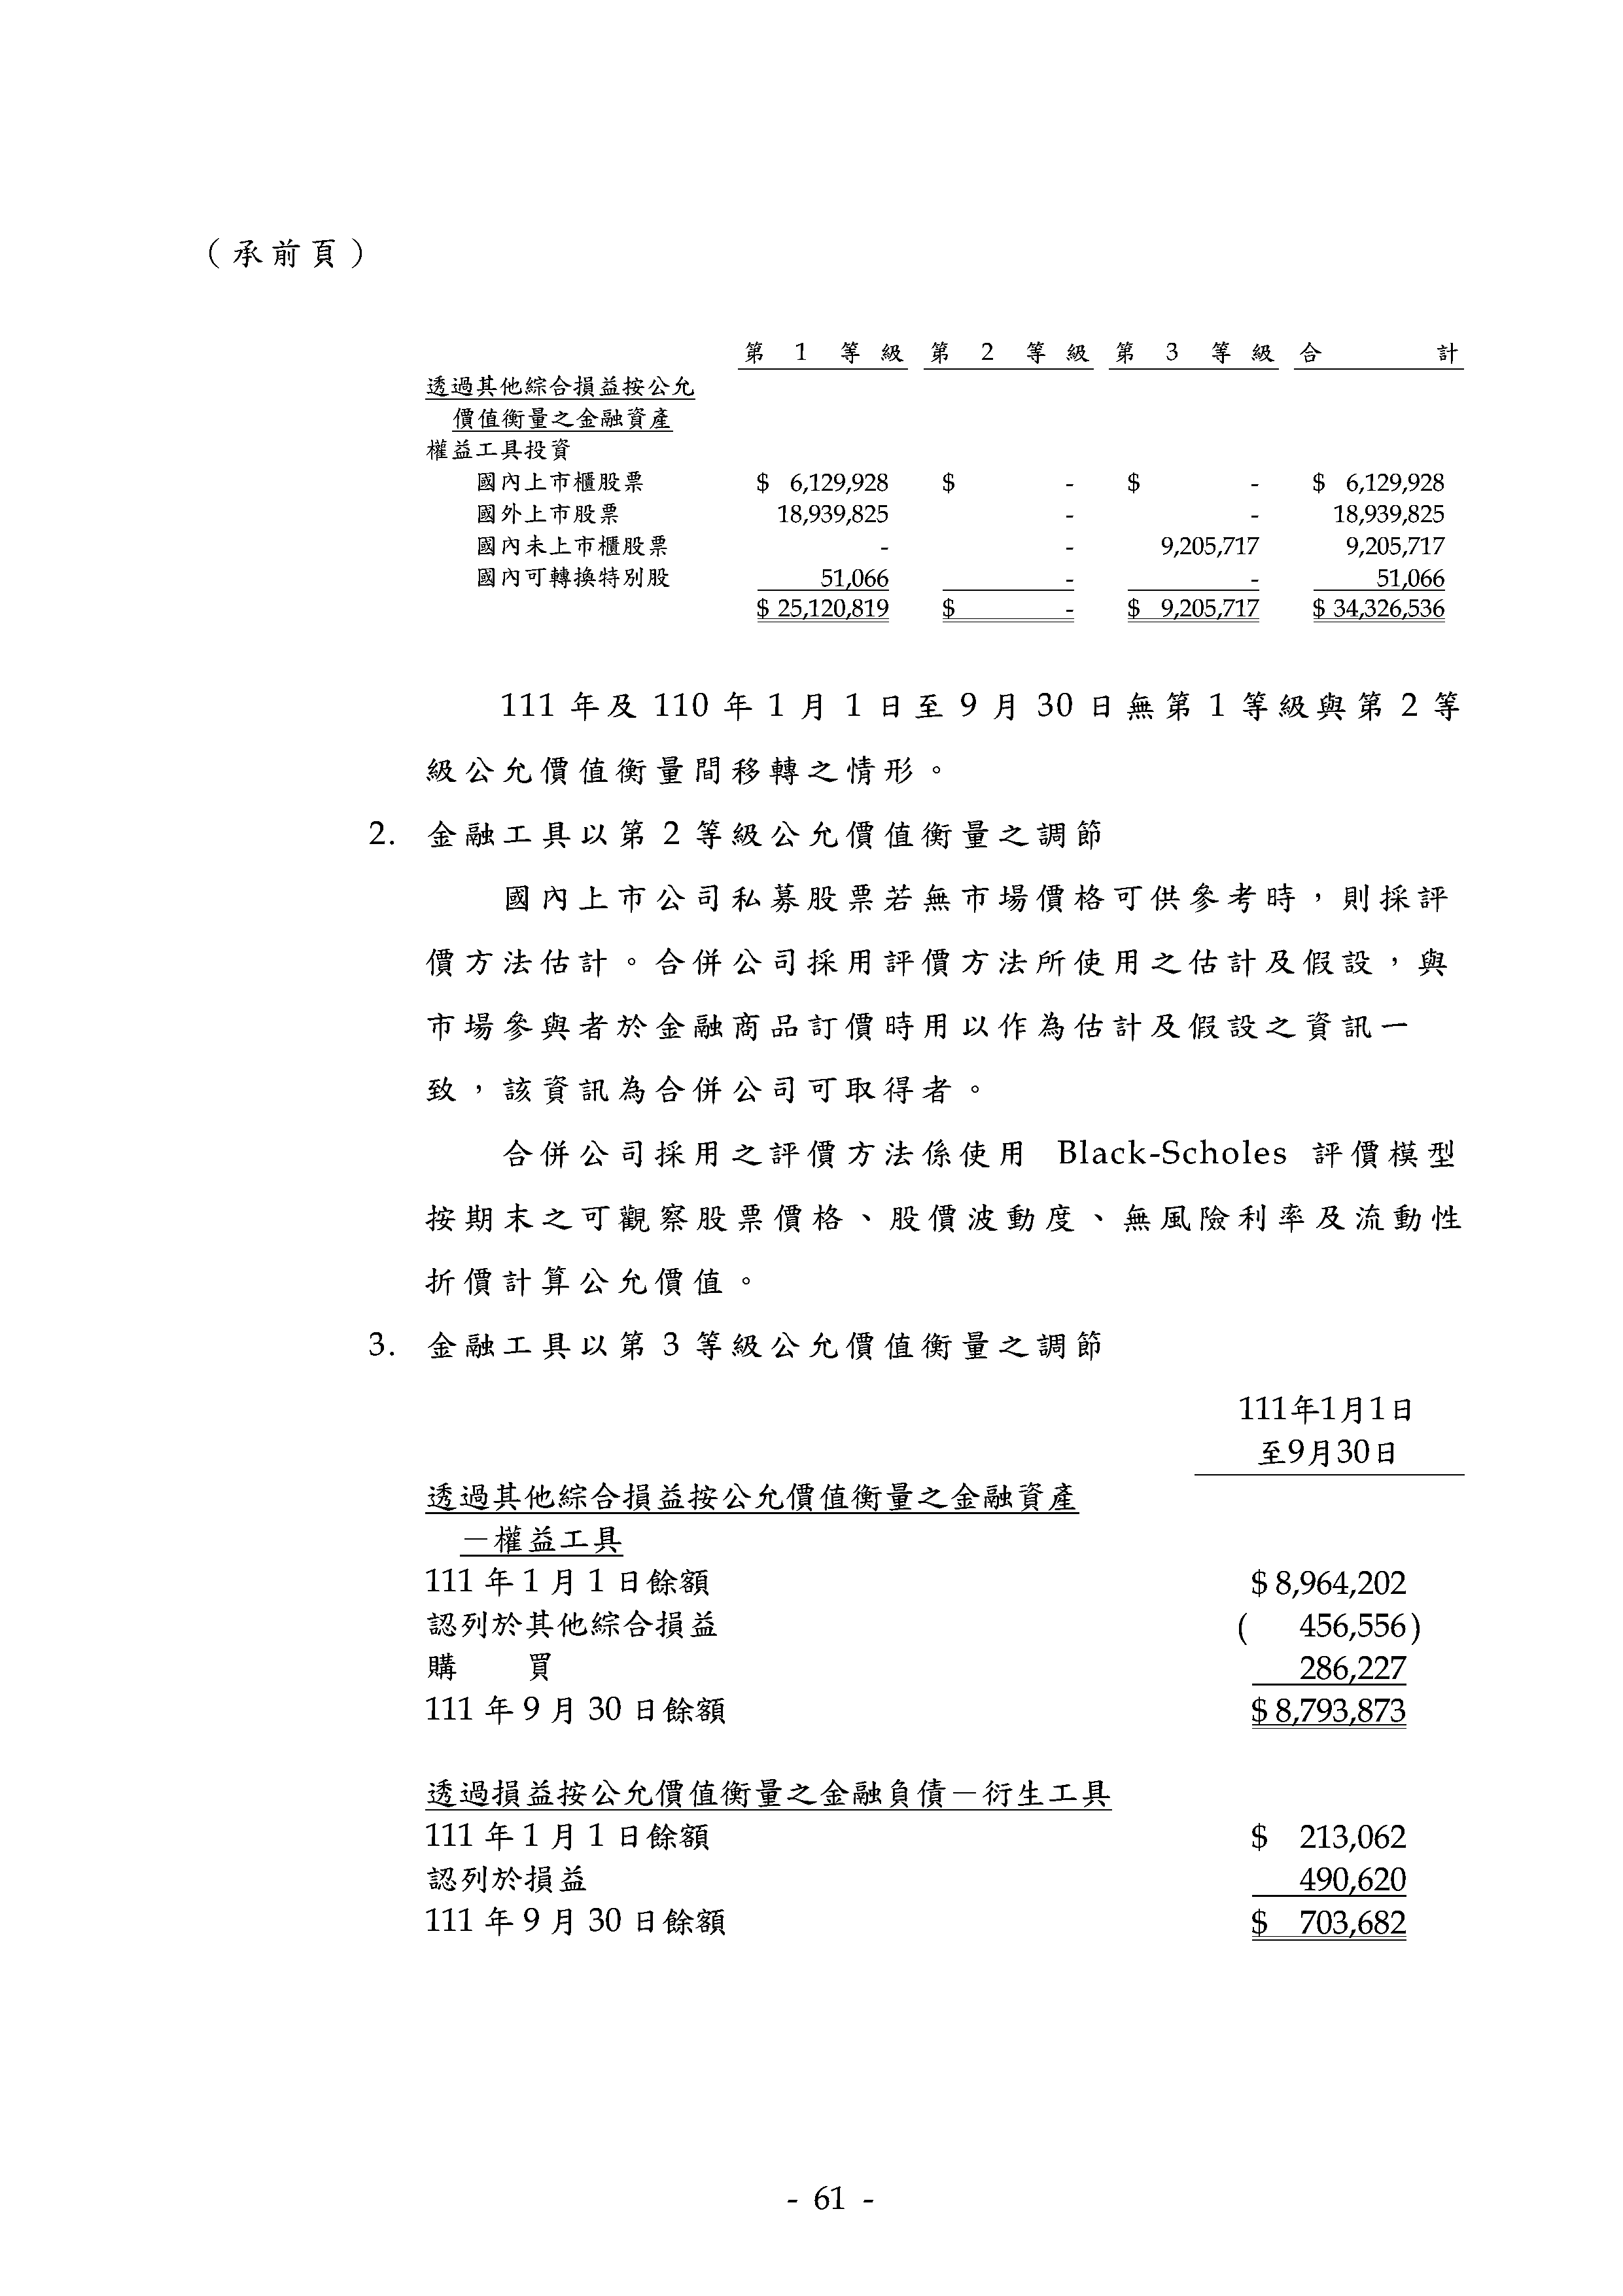 （承前頁）
第 1 等 級 第 2 等 級 第 3 等 級 合 計
透過其他綜合損益按公允
價值衡量之金融資產
權益工具投資
國內上市櫃股票 $ 6,129,928 $ - $ - $ 6,129,928
國外上市股票 18,939,825 - - 18,939,825
國內未上市櫃股票 - - 9,205,717 9,205,717
國內可轉換特別股 51,066 - - 51,066
$ 25,120,819 $ - $ 9,205,717 $ 34,326,536
111 年及 110 年 1 月 1 日至 9 月 30 日無第 1 等級與第 2 等
級公允價值衡量間移轉之情形。
2. 金融工具以第 2 等級公允價值衡量之調節
國內上市公司私募股票若無市場價格可供參考時，則採評
價方法估計。合併公司採用評價方法所使用之估計及假設，與
市場參與者於金融商品訂價時用以作為估計及假設之資訊一
致，該資訊為合併公司可取得者。
合併公司採用之評價方法係使用 Black-Scholes 評價模型
按期末之可觀察股票價格、股價波動度、無風險利率及流動性
折價計算公允價值。
3. 金融工具以第 3 等級公允價值衡量之調節
111年1月1日
至9月30日
透過其他綜合損益按公允價值衡量之金融資產
－權益工具
111 年 1 月 1 日餘額 $ 8,964,202
認列於其他綜合損益 ( 456,556)
購 買 286,227
111 年 9 月 30 日餘額 $ 8,793,873
透過損益按公允價值衡量之金融負債－衍生工具
111 年 1 月 1 日餘額 $ 213,062
認列於損益 490,620
111 年 9 月 30 日餘額 $ 703,682
- 61 -